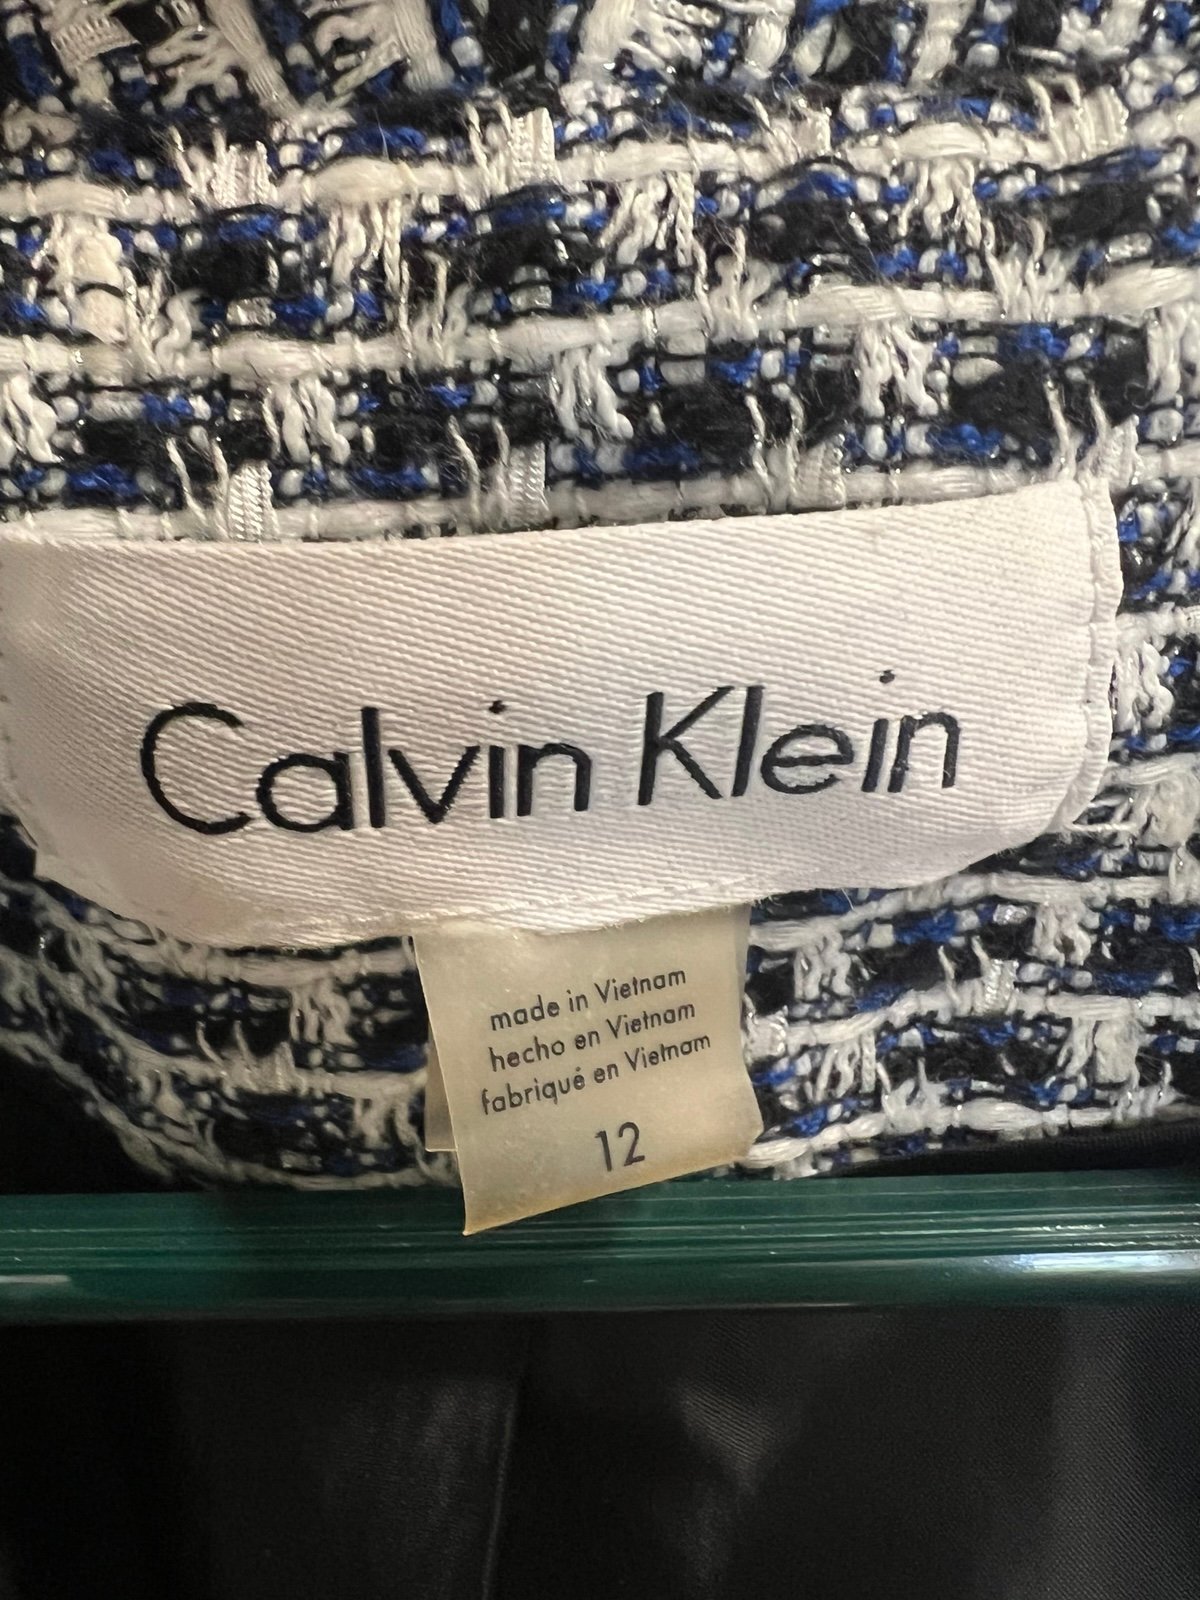 Calvin Klein
made in Vietnam
hecho en Vietnam
fabriqué en Vietnam
12